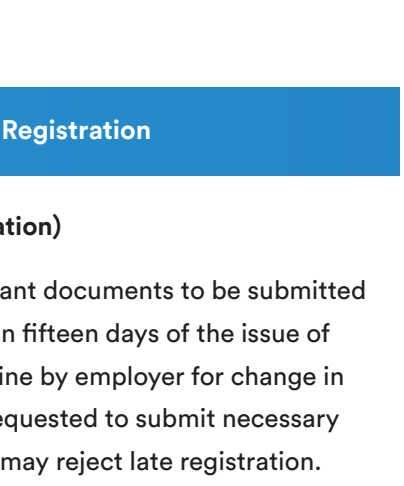 Registration
ation)
ant documents to be submitted
n fifteen days of the issue of
ine by employer for change in
equested to submit necessary
may reject late registration.